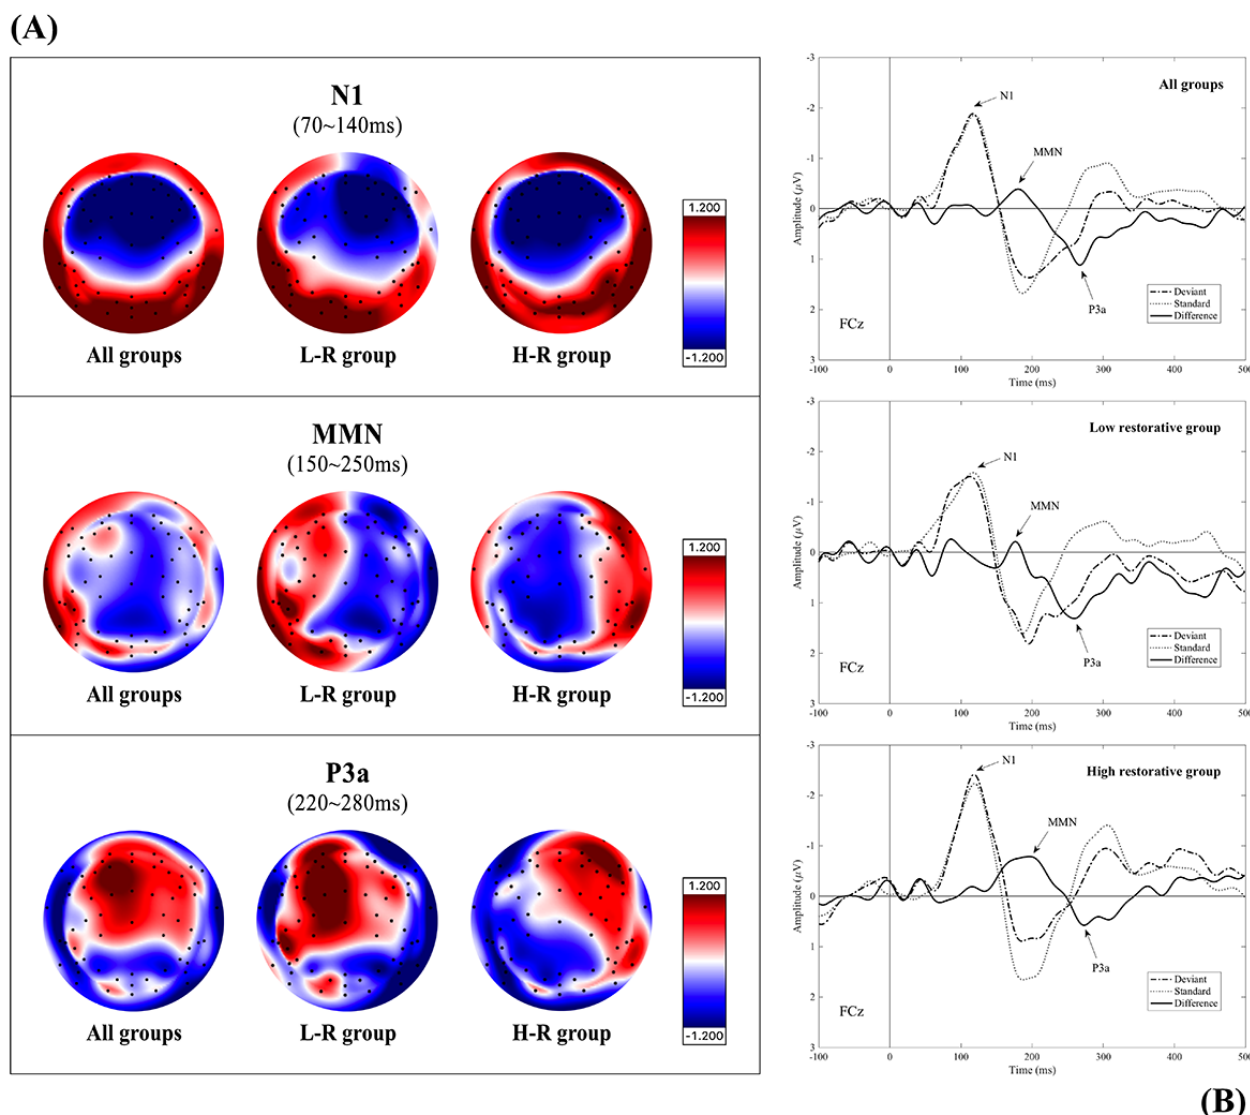 (A)
N1
(70~140ms)
1.200
-1.200
All groups
L-R group
H-R group
MMN
(150~250ms)
1.200
-1.200
All groups
L-R group
H-R group
P3a
(220~280ms)
1.200
-1.200
All groups
L-R group
H-R group
-3
-2
-1
0
1
2
3
Amplitude (µV)
All groups
N1
MMN
P3a
Deviant
Standard
Difference
FCz
-100
0
100
200
300
400
500
Time (ms)
-3
-2
-1
0
1
2
3
Amplitude (µV)
Low restorative group
N1
MMN
P3a
Deviant
Standard
Difference
FCz
-100
0
100
200
300
400
500
Time (ms)
-3
-2
-1
0
1
2
3
Amplitude (µV)
High restorative group
N1
MMN
P3a
Deviant
Standard
Difference
FCz
-100
0
100
200
300
400
500
Time (ms)
(B)